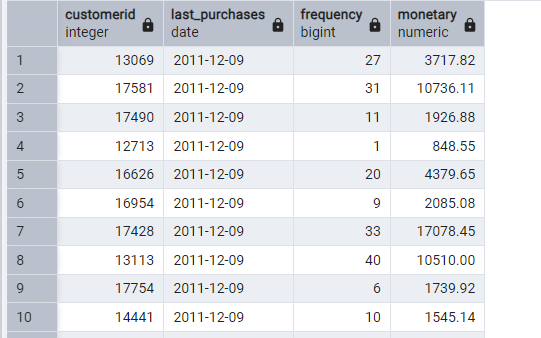 customerid last_purchases frequency monetary
integer date bigint numeric
1 13069 2011-12-09 27 3717.82
2 17581 2011-12-09 31 10736.11
3 17490 2011-12-09 11 1926.88
4 12713 2011-12-09 1 848.55
5 16626 2011-12-09 20 4379.65
6 16954 2011-12-09 9 2085.08
7 17428 2011-12-09 33 17078.45
8 13113 2011-12-09 40 10510.00
9 17754 2011-12-09 6 1739.92
10 14441 2011-12-09 10 1545.14